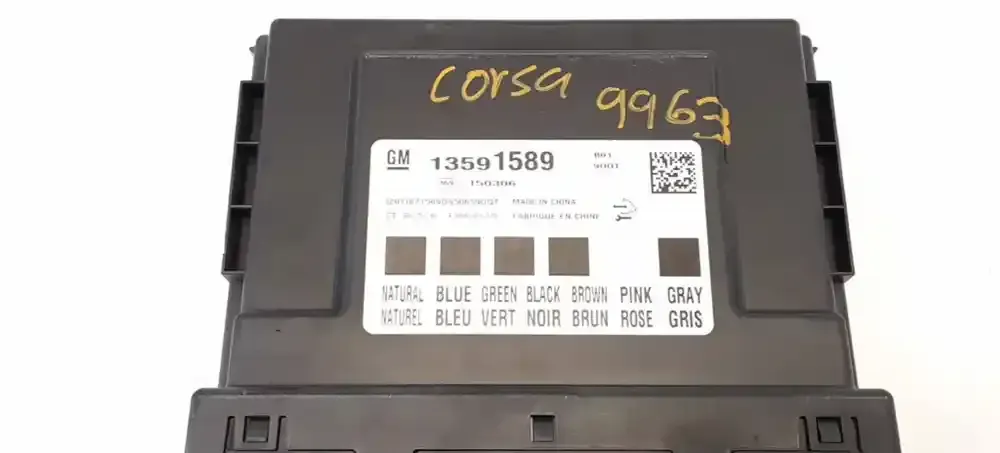 corsa 9963
GM 13591589
150306
MADE IN CHINA
FABRIQUE EN CHINE
NATURAL BLUE GREEN BLACK BROWN PINK GRAY
NATUREL BLEU VERT NOIR BRUN ROSE GRIS